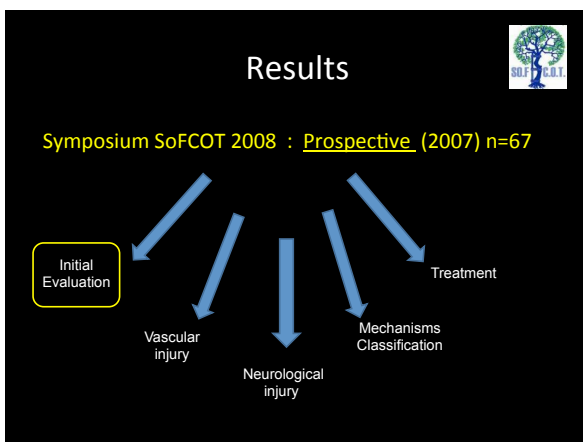 Results
SO.F C.O.T.
Symposium SoFCOT 2008 : Prospective (2007) n=67
Initial
Evaluation
Vascular
injury
Neurological
injury
Mechanisms
Classification
Treatment